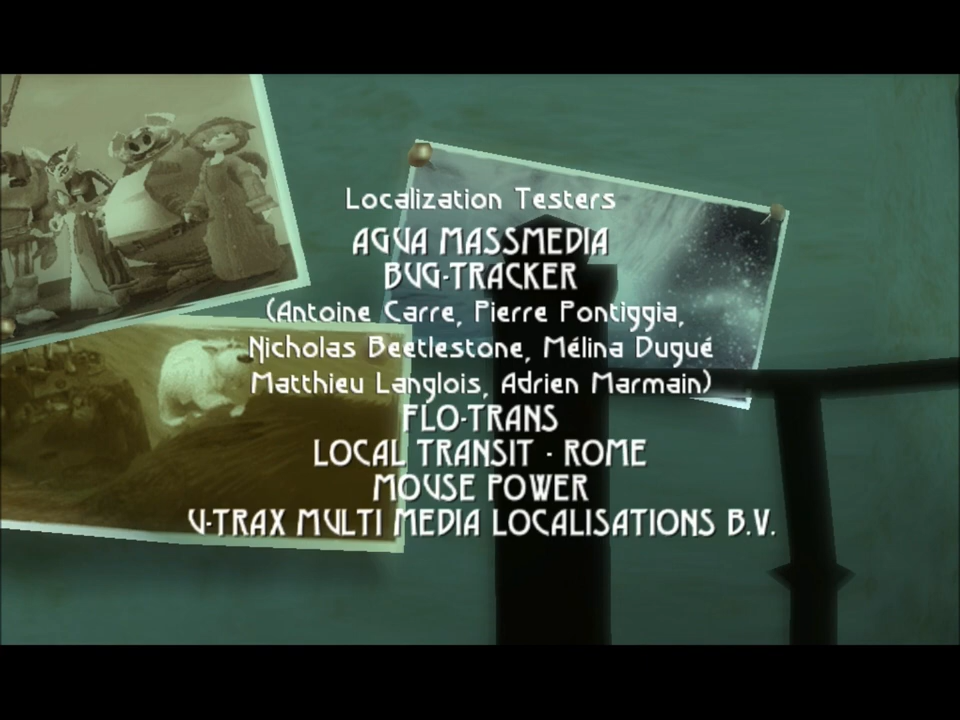 Localization Testers
AGUA MASSMEDIA
BUG-TRACKER
(Antoine Carre, Pierre Pontiggia,
Nicholas Beetlestone, Mélina Dugué
Matthieu Langlois, Adrien Marmain)
FLO-TRANS
LOCAL TRANSIT - ROME
MOUSE POWER
U-TRAX MULTI MEDIA LOCALISATIONS B.V.